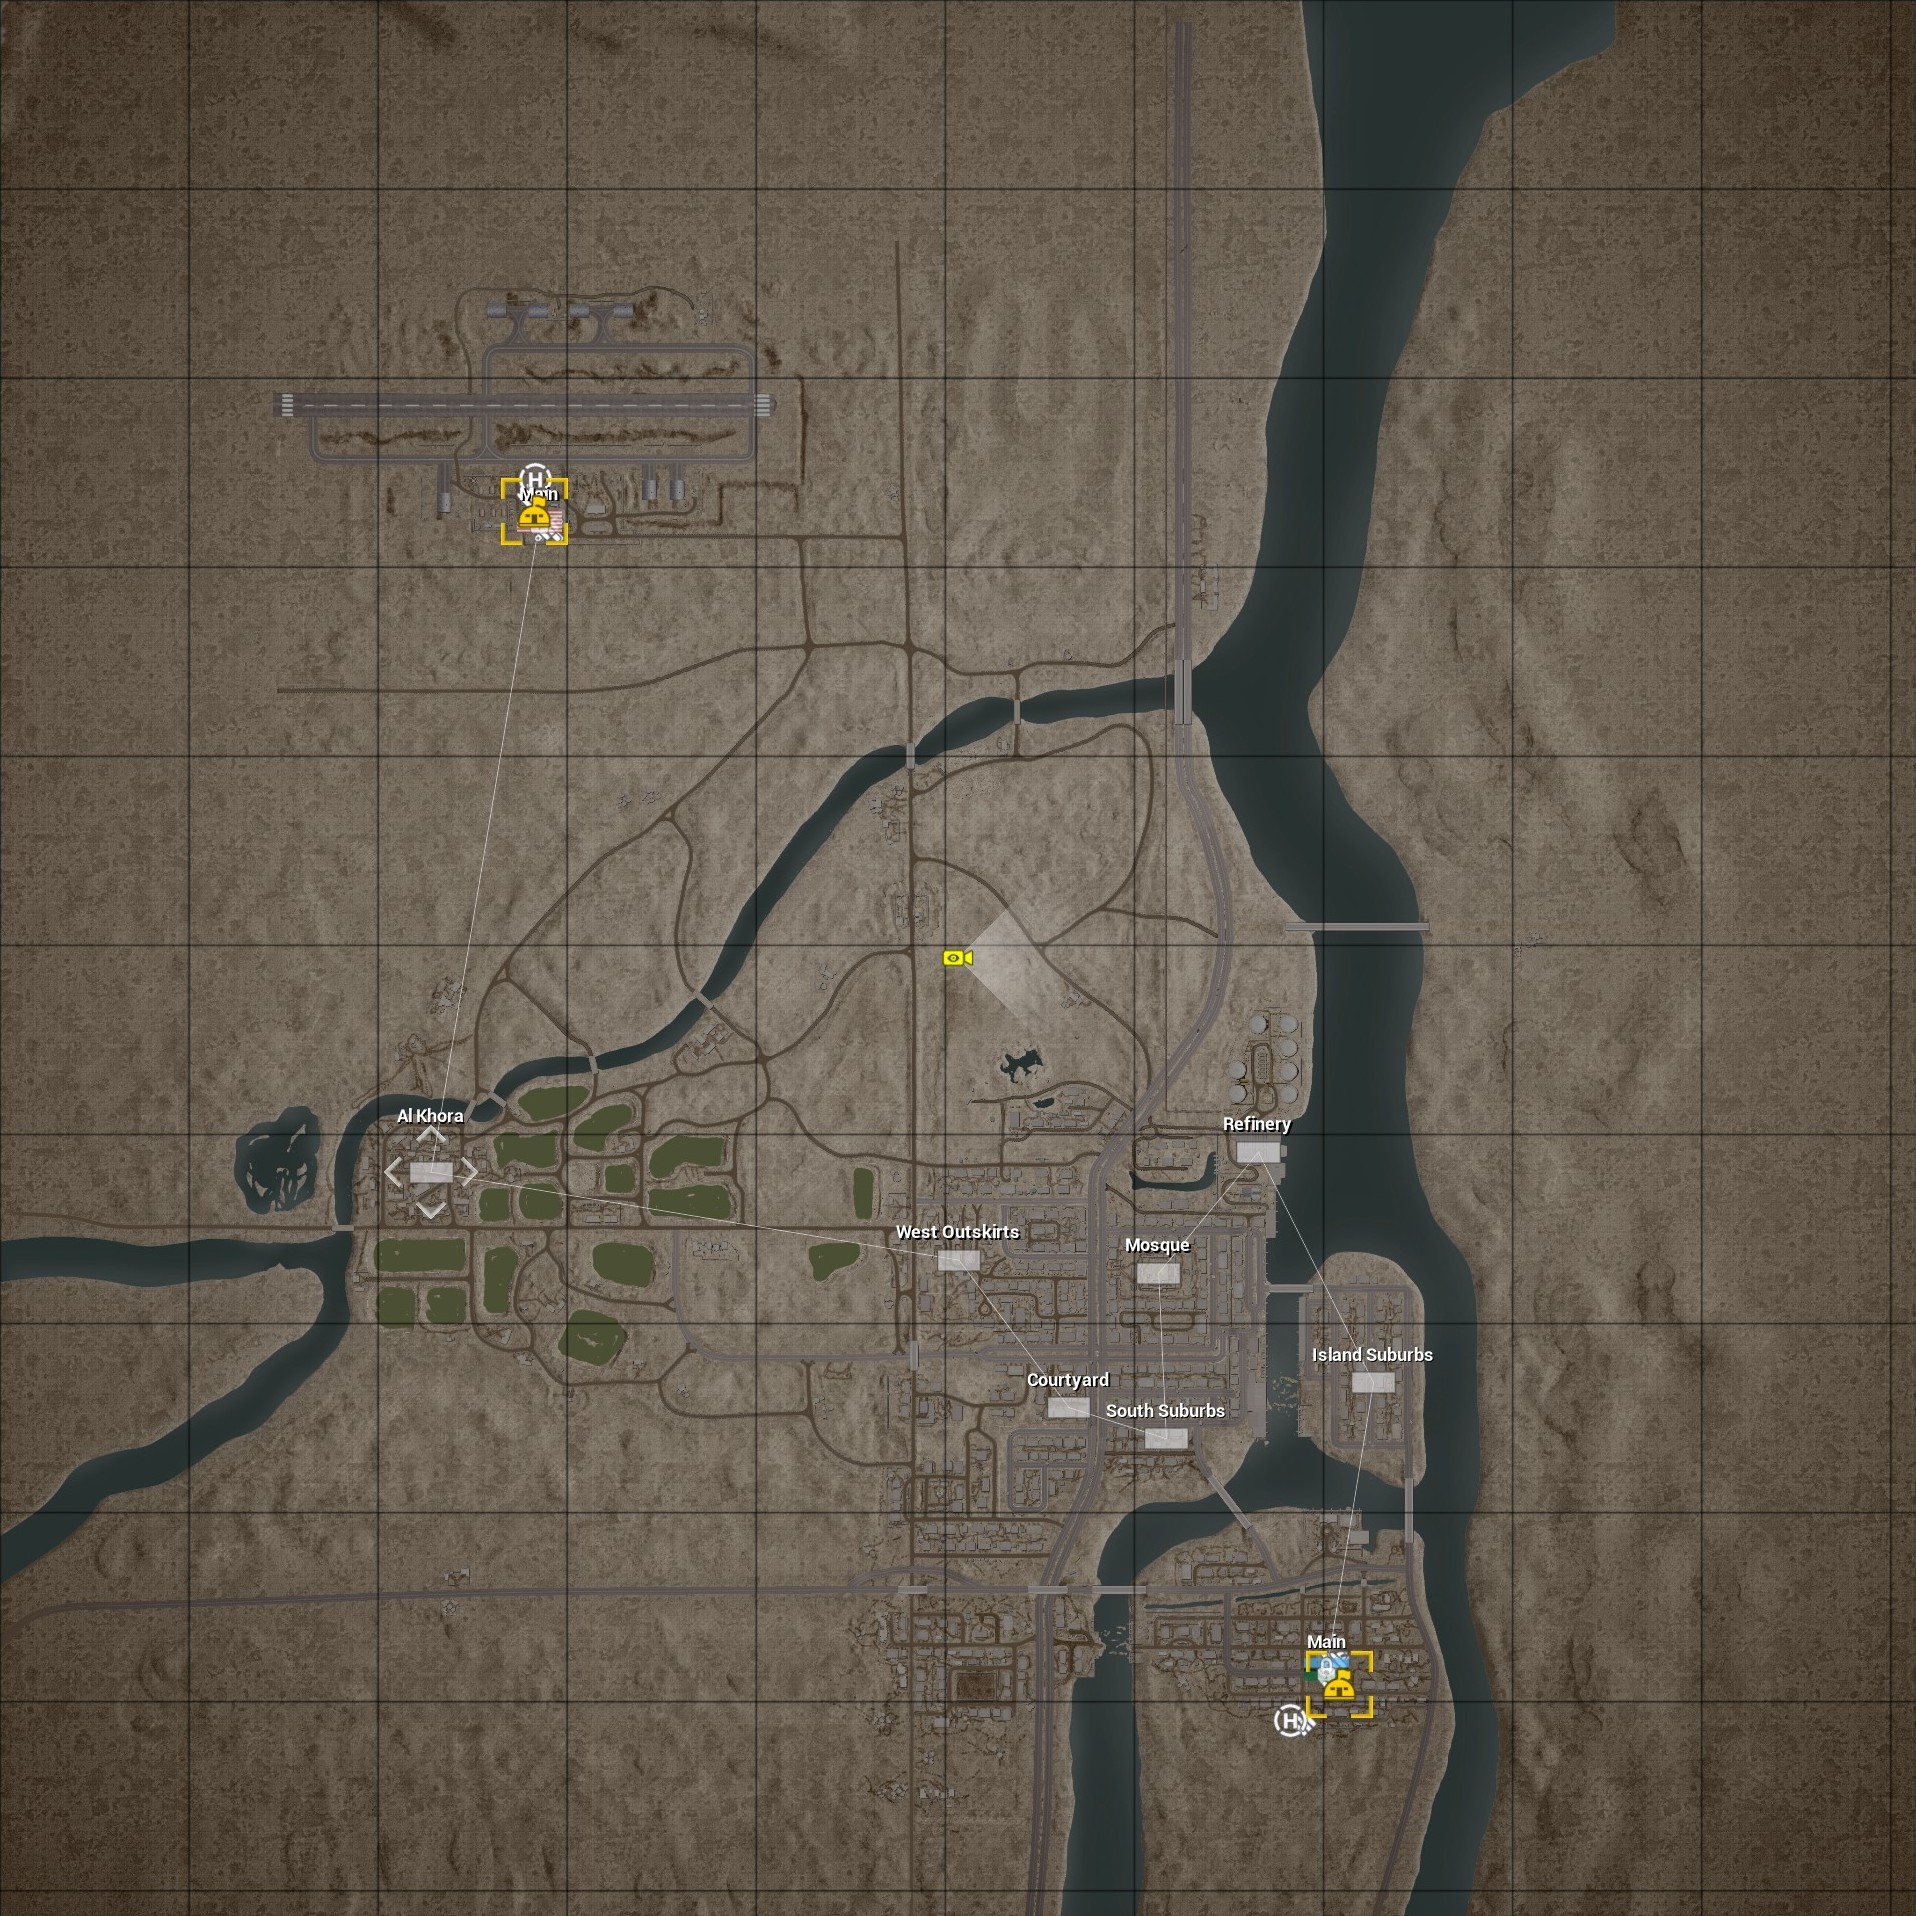 H
Main
Al Khora
Refinery
West Outskirts
Mosque
Island Suburbs
Courtyard
South Suburbs
Main
H